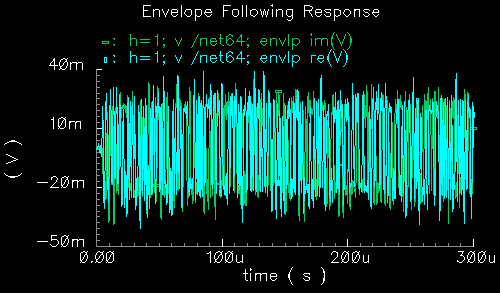 Envelope Following Response
: h=1; v /net64; envlp im(V)
: h=1; v /net64; envlp re(V)
40m
10m
(V)
-20m
-50m
0.00 100u 200u 300u
time ( s )